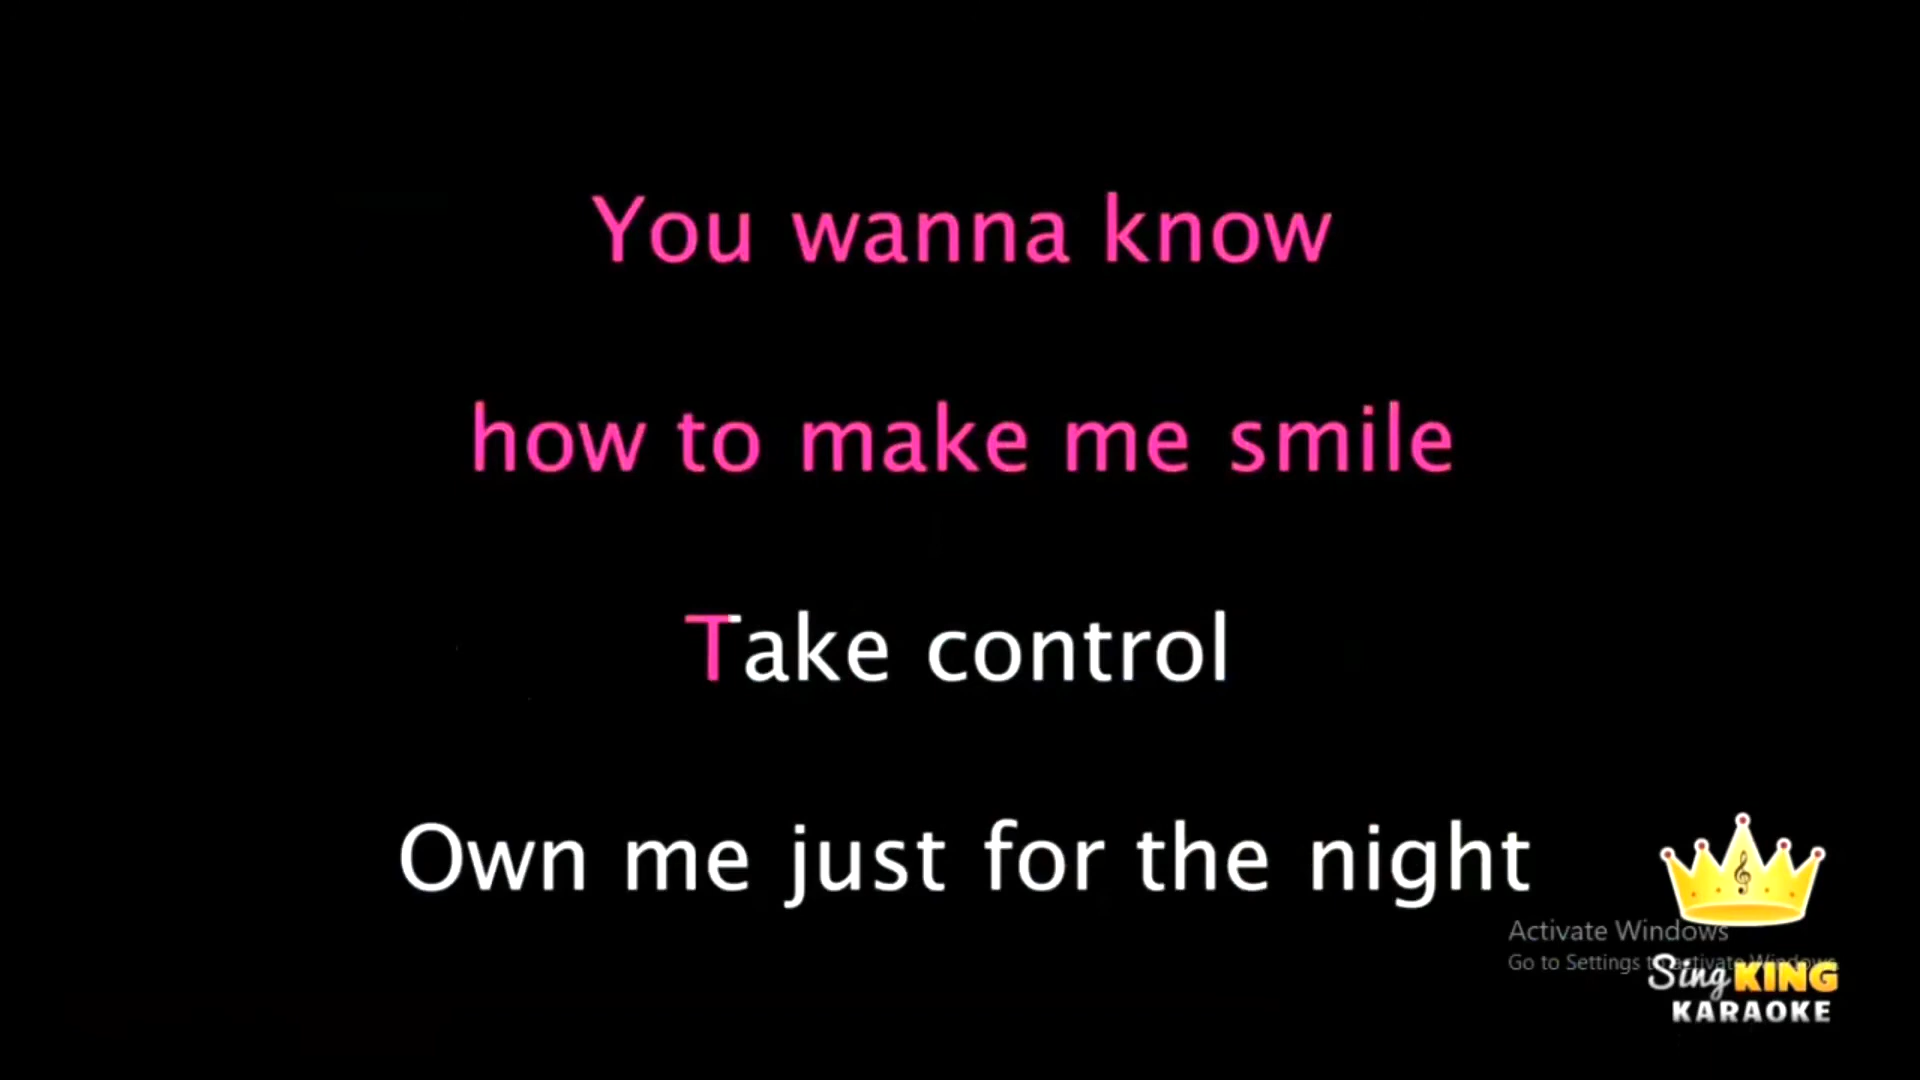 You wanna know
how to make me smile
Take control
Own me just for the night
Activate Windows
Go to Settings to activate Windows.
Sing KING
KARAOKE